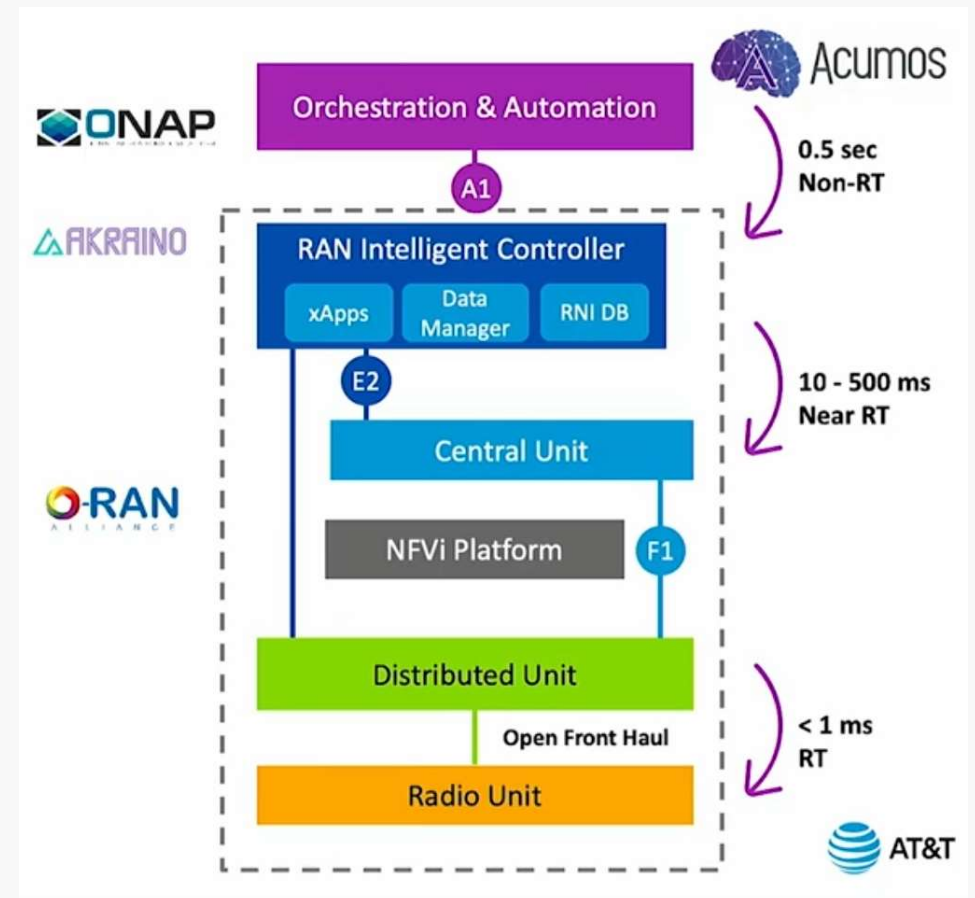 Acumos
Orchestration & Automation
ONAP
0.5 sec
Non-RT
A1
AKRAINO
RAN Intelligent Controller
xApps
Data
Manager
RNI DB
E2
10 - 500 ms
Near RT
Central Unit
O-RAN
ALLIANCE
NFVi Platform
F1
Distributed Unit
< 1 ms
RT
Open Front Haul
Radio Unit
AT&T